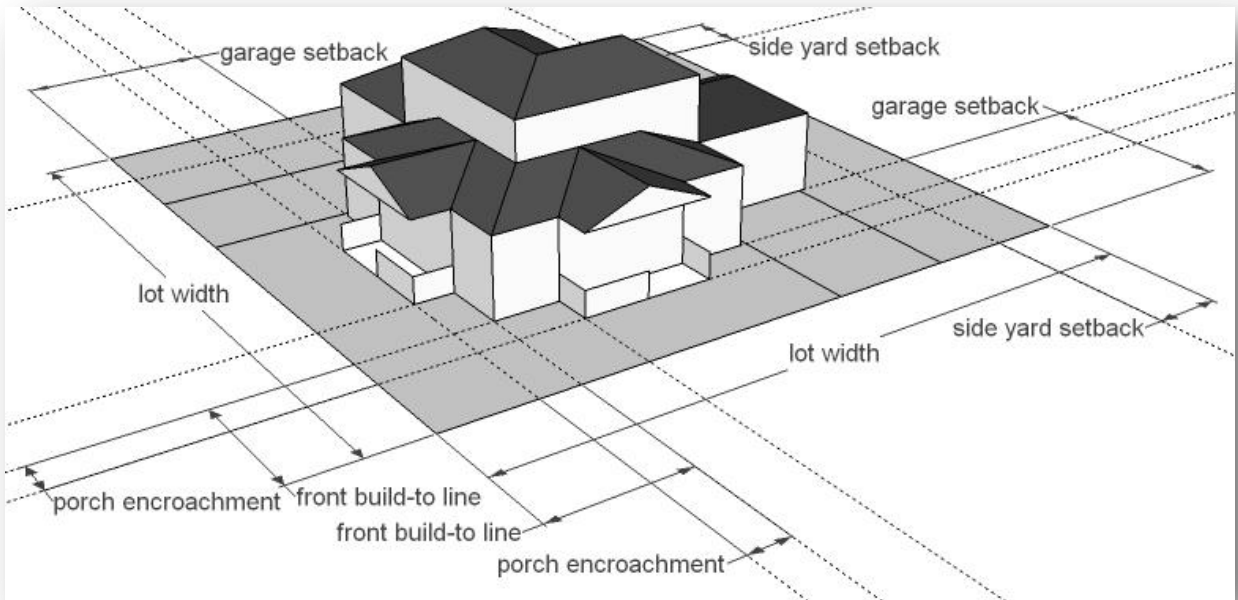 garage setback
side yard setback
garage setback
lot width
side yard setback
lot width
porch encroachment
front build-to line
front build-to line
porch encroachment